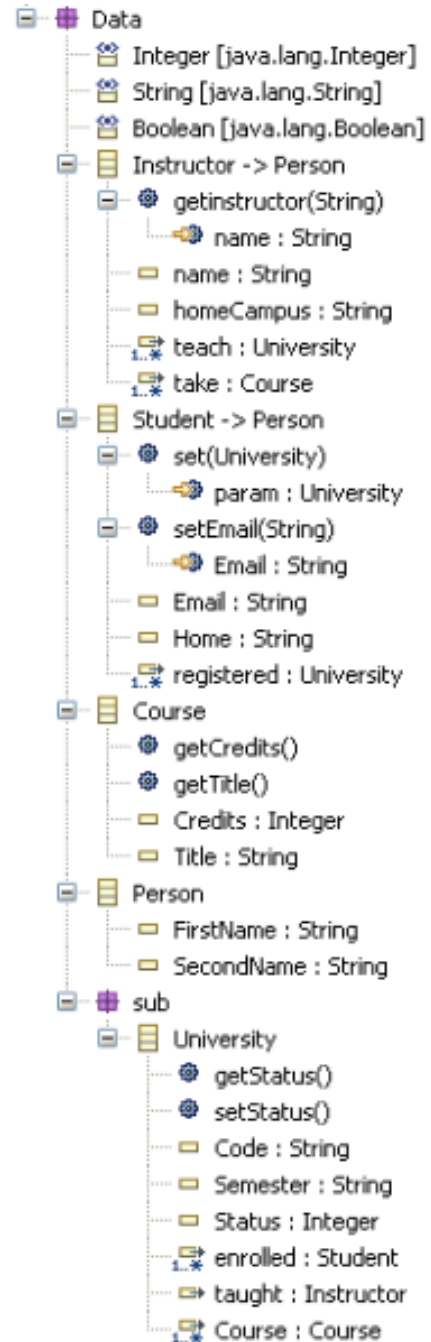 Data
Integer [java.lang.Integer]
String [java.lang.String]
Boolean [java.lang.Boolean]
Instructor -> Person
getinstructor(String)
name : String
name : String
homeCampus : String
1..* teach : University
1..* take : Course
Student -> Person
set(University)
param : University
setEmail(String)
Email : String
Email : String
Home : String
1..* registered : University
Course
getCredits()
getTitle()
Credits : Integer
Title : String
Person
FirstName : String
SecondName : String
sub
University
getStatus()
setStatus()
Code : String
Semester : String
Status : Integer
1..* enrolled : Student
taught : Instructor
1..* Course : Course